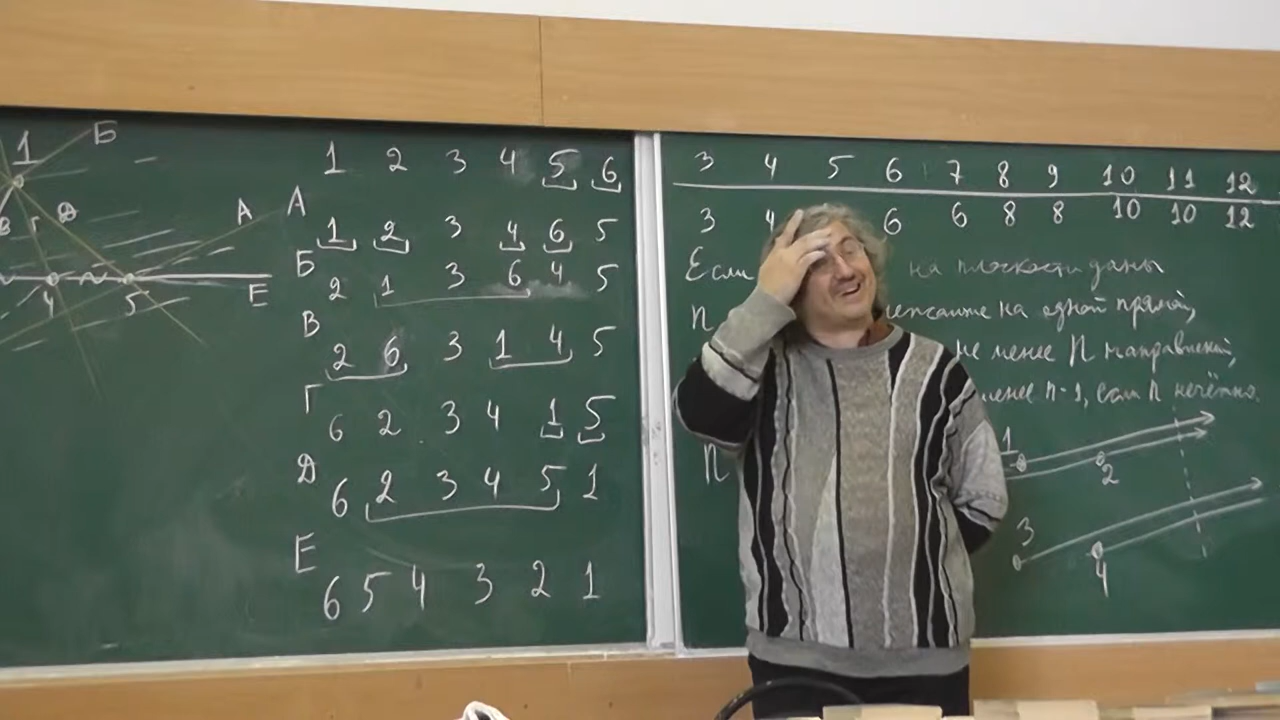 1 Б
В Г Д А
4 5 Е
1 2 3 4 5 6
А 1 2 3 4 6 5
Б 2 1 3 6 4 5
В 2 6 3 1 4 5
Г 6 2 3 4 1 5
Д 6 2 3 4 5 1
Е 6 5 4 3 2 1
3 4 5 6 7 8 9 10 11 12
3 4 6 6 8 8 10 10 12
Если на плоскости даны
n на одной прямой,
не менее n направлений,
менее n-1, если n нечётно.
n
1 2
3 4